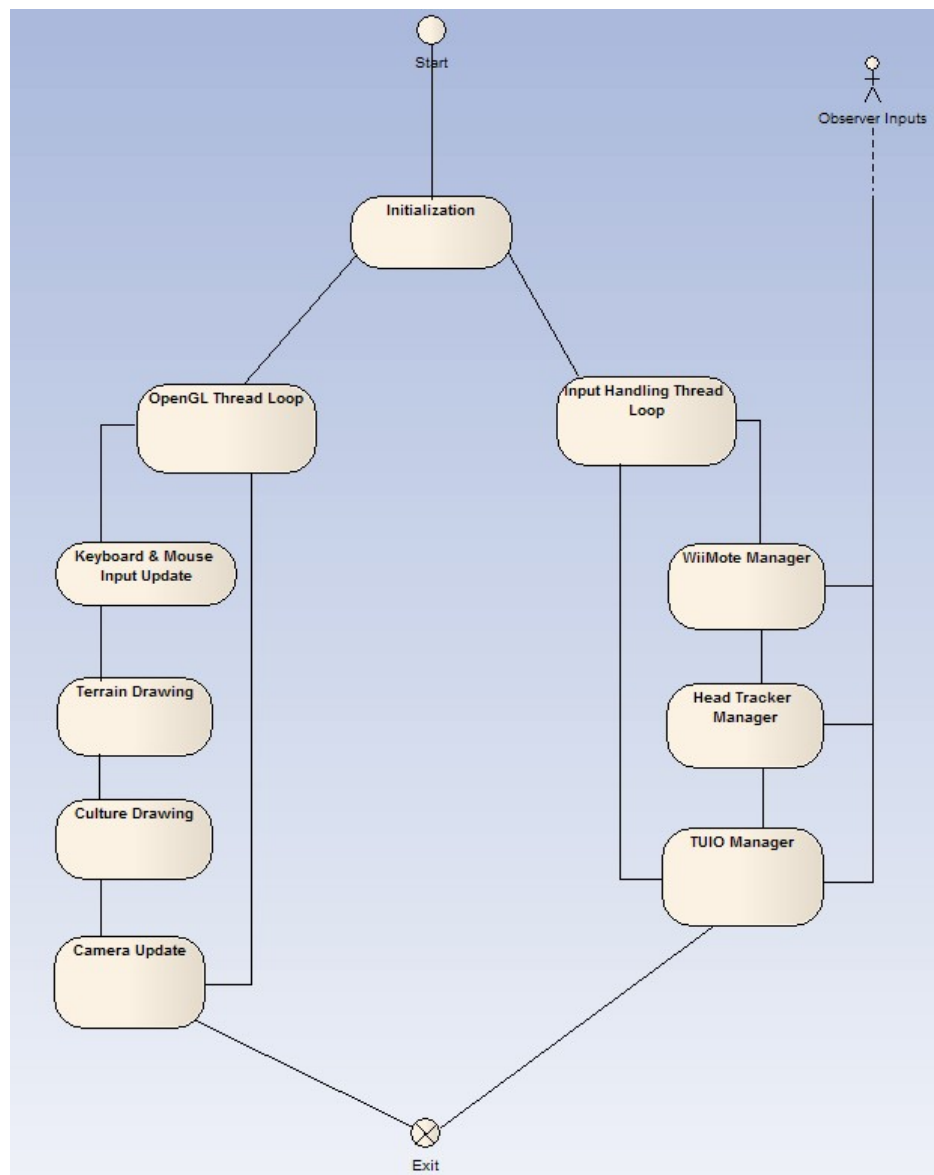 Start
Observer Inputs
Initialization
OpenGL Thread Loop
Input Handling Thread
Loop
Keyboard & Mouse
Input Update
WiiMote Manager
Terrain Drawing
Head Tracker
Manager
Culture Drawing
TUIO Manager
Camera Update
Exit